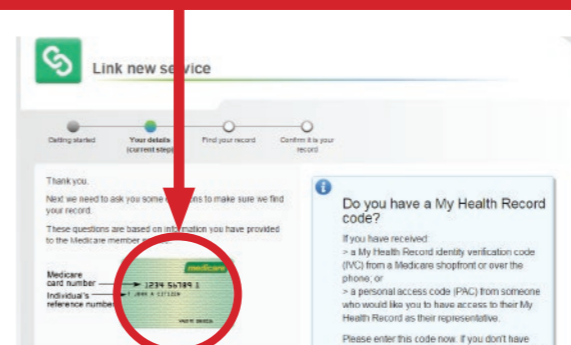 Link new service
Getting started
Your details
(current step)
Find your record
Confirm it is your
record
Thank you.
Next we need to ask you some questions to make sure we find
your record.
These questions are based on information you have provided
to the Medicare member
medicare
Medicare
card number
1234 56789 1
Individual's
reference number
1 JOHN A CITIZEN
Do you have a My Health Record
code?
If you have received:
> a My Health Record identity verification code
(IVC) from a Medicare shopfront or over the
phone; or
> a personal access code (PAC) from someone
who would like you to have access to their My
Health Record as their representative.
Please enter this code now. If you don't have